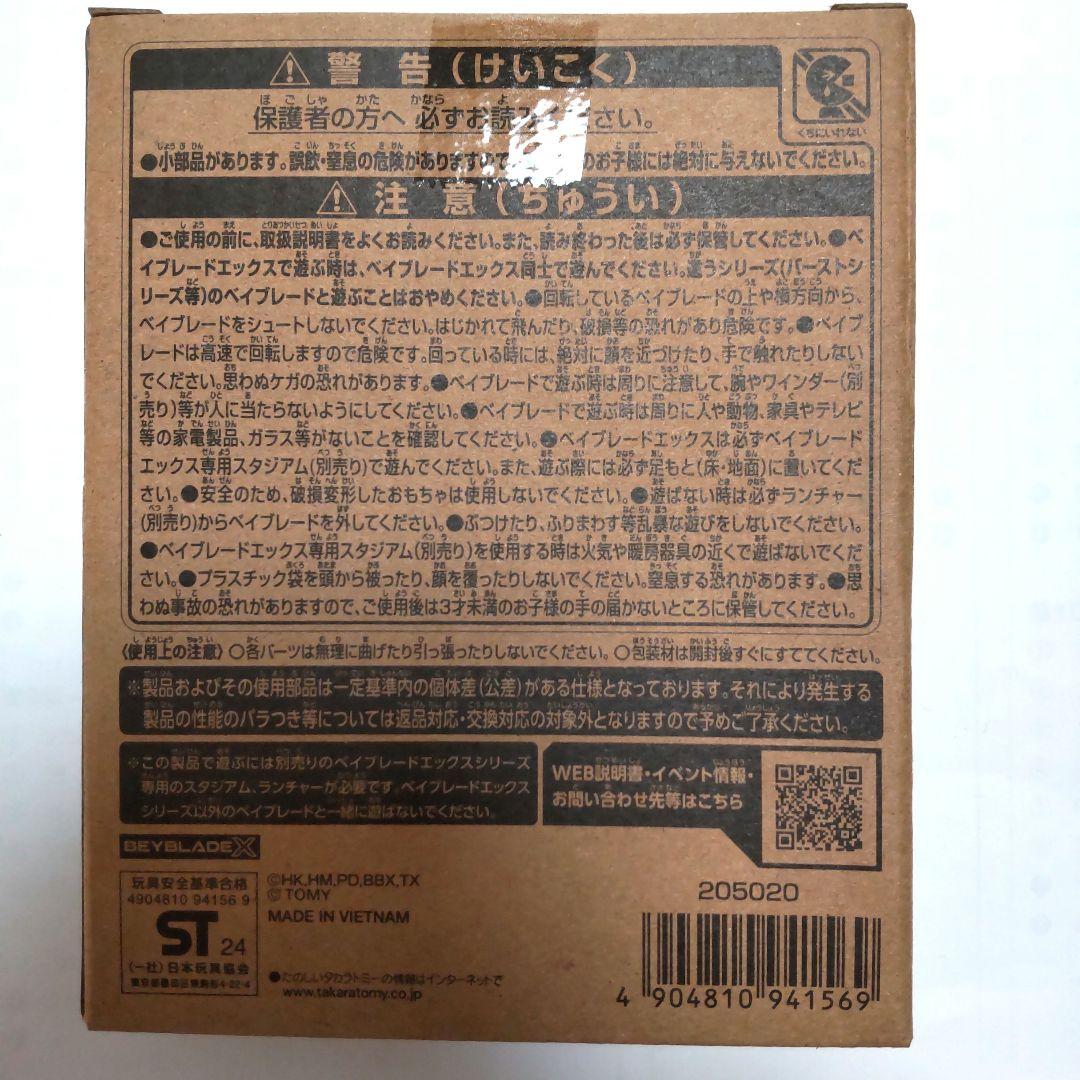 ⚠ 警告(けいこく)
保護者の方へ 必ずお読み ださい。
くちにいれない
●小部品があります。誤飲・窒息の危険がありますので のお子様には絶対に与えないでください。
⚠ 注意(ちゅうい)
●ご使用の前に、取扱説明書をよくお読みください。また、読み終わった後は必ず保管してください。●ベ
イブレードエックスで遊ぶ時は、ベイブレードエックス同士で遊んでください。違うシリーズ(バーストシ
リーズ等)のベイブレードと遊ぶことはおやめください。●回転しているベイブレードの上や横方向から、
ベイブレードをシュートしないでください。はじかれて飛んだり、破損等の恐れがあり危険です。●ベイブ
レードは高速で回転しますので危険です。回っている時には、絶対に顔を近づけたり、手で触れたりしない
でください。思わぬケガの恐れがあります。●ベイブレードで遊ぶ時は周りに注意して、腕やワインダー(別
売り)等が人に当たらないようにしてください。●ベイブレードで遊ぶ時は周りに人や動物、家具やテレビ
等の家電製品、ガラス等がないことを確認してください。●ベイブレードエックスは必ずベイブレード
エックス専用スタジアム(別売り)で遊んでください。また、遊ぶ際には必ず足もと(床・地面)に置いてくだ
さい。●安全のため、破損変形したおもちゃは使用しないでください。●遊ばない時は必ずランチャー
(別売り)からベイブレードを外してください。●ぶつけたり、ふりまわす等乱暴な遊びをしないでください。
●ベイブレードエックス専用スタジアム(別売り)を使用する時は火気や暖房器具の近くで遊ばないでくだ
さい。●プラスチック袋を頭から被ったり、顔を覆ったりしないでください。窒息する恐れがあります。●思
わぬ事故の恐れがありますので、ご使用後は3才未満のお子様の手の届かないところに保管してください。
〈使用上の注意〉○各パーツは無理に曲げたり引っ張ったりしないでください。○包装材は開封後すぐにすててください。
※製品およびその使用部品は一定基準内の個体差(公差)がある仕様となっております。それにより発生する
製品の性能のバラつき等については返品対応・交換対応の対象外となりますので予めご了承ください。
※この製品で遊ぶには別売りのベイブレードエックスシリーズ
専用のスタジアム、ランチャーが必要です。ベイブレードエックス
シリーズ以外のベイブレードと一緒に遊ばないでください。
WEB説明書・イベント情報・
お問い合わせ先等はこちら
BEYBLADE X
玩具安全基準合格
4904810 94156 9
ST 24
(一社)日本玩具協会
東京都墨田区東駒形4-22-4
©HK,HM,PD,BBX,TX
© TOMY
MADE IN VIETNAM
●たのしいタカラトミーの情報はインターネットで
www.takaratomy.co.jp
205020
4 904810 941569